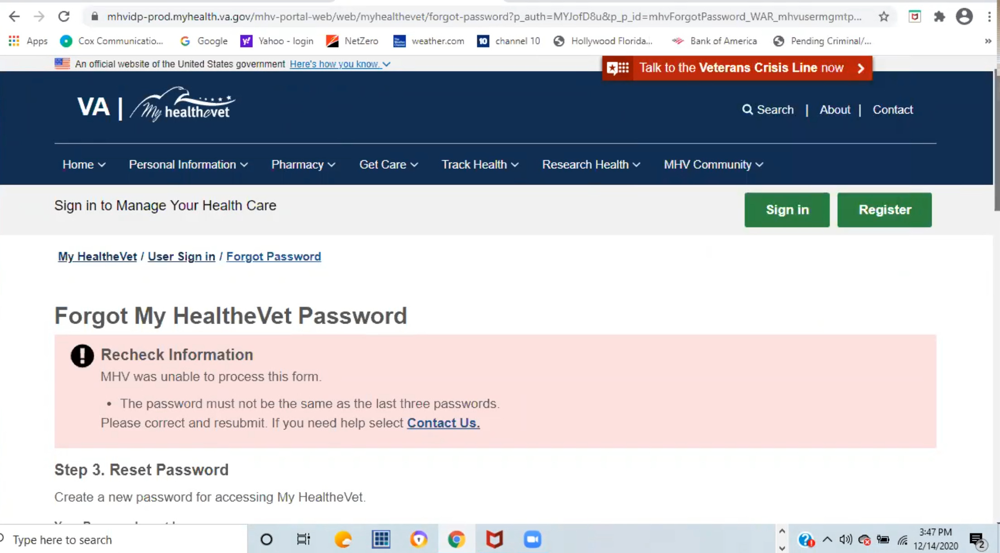 mhvidp-prod.myhealth.va.gov/mhv-portal-web/web/myhealthevet/forgot-password?p_auth=MYJofD8u&p_p_id=mhvForgotPassword_WAR_mhvusermgmtp...
Apps Cox Communicatio... Google Yahoo - login NetZero weather.com 10 channel 10 Hollywood Florida... Bank of America Pending Criminal/... »
An official website of the United States government Here's how you know.
Talk to the Veterans Crisis Line now
VA | My healthevet
Search | About | Contact
Home Personal Information Pharmacy Get Care Track Health Research Health MHV Community
Sign in to Manage Your Health Care
Sign in Register
My HealtheVet / User Sign in / Forgot Password
Forgot My HealtheVet Password
Recheck Information
MHV was unable to process this form.
• The password must not be the same as the last three passwords.
Please correct and resubmit. If you need help select Contact Us.
Step 3. Reset Password
Create a new password for accessing My HealtheVet.
Type here to search
3:47 PM
12/14/2020
2